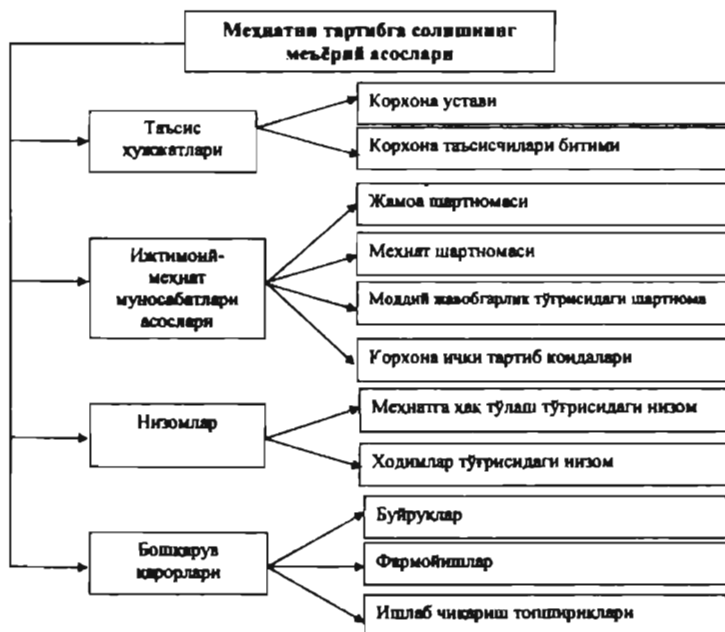 Меҳнатни тартибга солишнинг
меъёрий асослари
Таъсис
ҳужжатлари
Корхона устави
Корхона таъсисчилари битими
Ижтимоий-
меҳнат
муносабатлари
асослари
Жамоа шартномаси
Меҳнат шартномаси
Моддий жавобгарлик тўғрисидаги шартнома
Корхона ички тартиб қоидалари
Низомлар
Меҳнатга ҳақ тўлаш тўғрисидаги низом
Ходимлар тўғрисидаги низом
Бошқарув
қарорлари
Буйруқлар
Фармойишлар
Ишлаб чиқариш топшириқлари